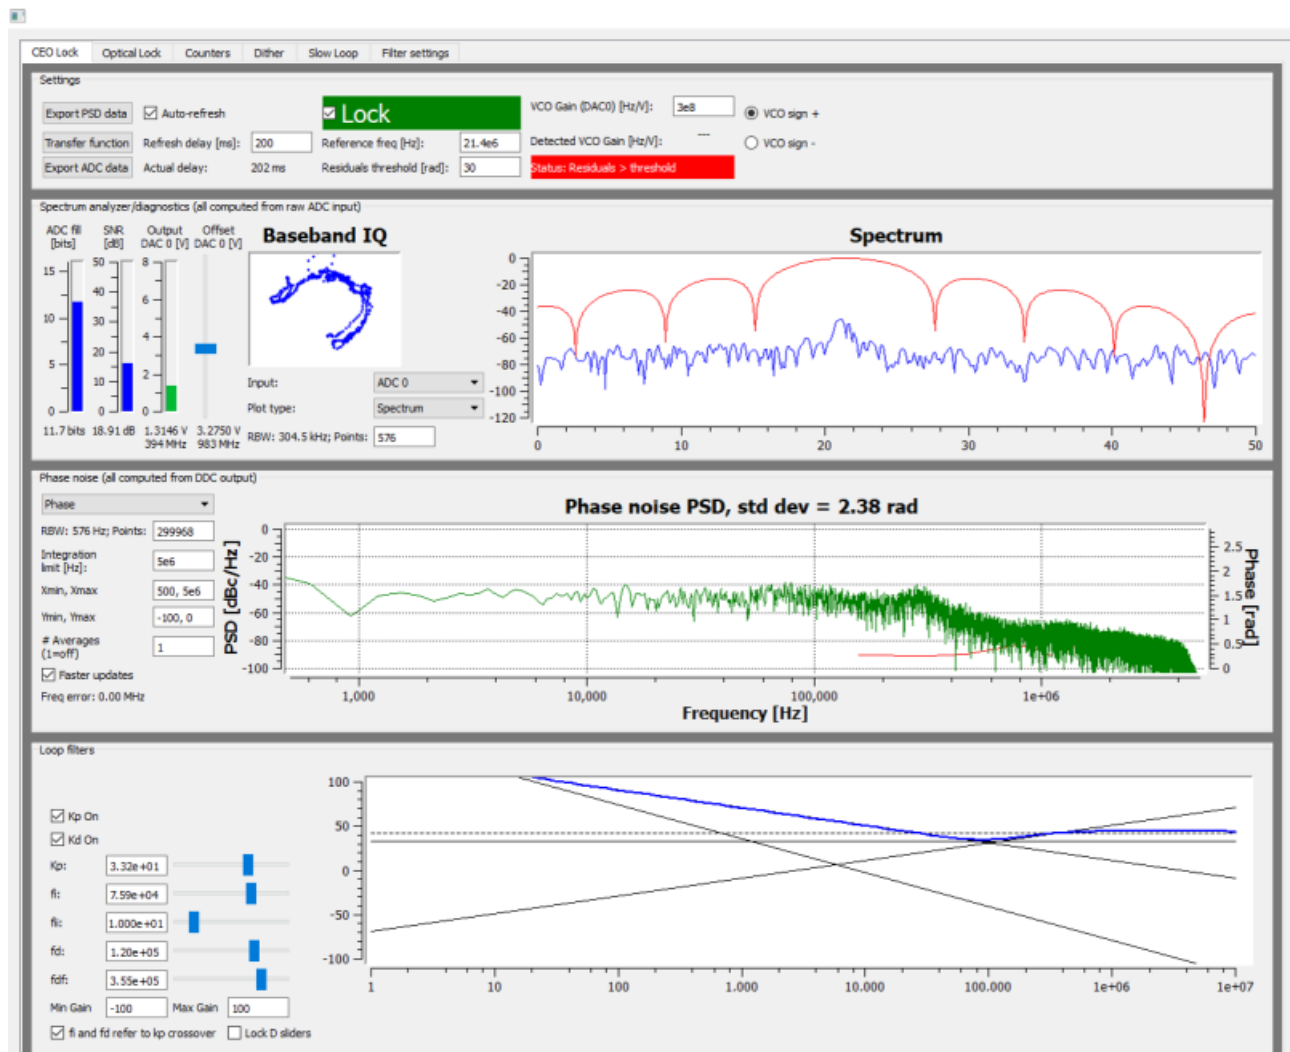 CEO Lock Optical Lock Counters Dither Slow Loop Filter settings
Settings
Export PSD data Auto-refresh Lock VCO Gain (DAC0) [Hz/V]: 3e8 VCO sign +
Transfer function Refresh delay [ms]: 200 Reference freq [Hz]: 21.4e6 Detected VCO Gain [Hz/V]: --- VCO sign -
Export ADC data Actual delay: 202 ms Residuals threshold [rad]: 30 Status: Residuals > threshold
Spectrum analyzer/diagnostics (all computed from raw ADC input)
ADC fill [bits] SNR [dB] Output DAC 0 [V] Offset DAC 0 [V]
15
10
5
0
50
40
30
20
10
0
8
6
4
2
0
11.7 bits 18.91 dB 1.3146 V 3.2750 V
394 MHz 983 MHz
Baseband IQ
Input: ADC 0
Plot type: Spectrum
RBW: 304.5 kHz; Points: 576
Spectrum
0
-20
-40
-60
-80
-100
-120
0 10 20 30 40 50
Phase noise (all computed from DDC output)
Phase
RBW: 576 Hz; Points: 299968
Integration
limit [Hz]: 5e6
Xmin, Xmax 500, 5e6
Ymin, Ymax -100, 0
# Averages
(1=off) 1
Faster updates
Freq error: 0.00 MHz
Phase noise PSD, std dev = 2.38 rad
PSD [dBc/Hz]
0
-20
-40
-60
-80
-100
2.5
2
1.5
1
0.5
0
Phase [rad]
1,000 10,000 100,000 1e+06
Frequency [Hz]
Loop filters
Kp On
Kd On
Kp: 3.32e+01
fi: 7.59e+04
fii: 1.000e+01
fd: 1.20e+05
fdf: 3.55e+05
Min Gain -100 Max Gain 100
fi and fd refer to kp crossover Lock D sliders
100
50
0
-50
-100
1 10 100 1.000 10.000 100.000 1e+06 1e+07